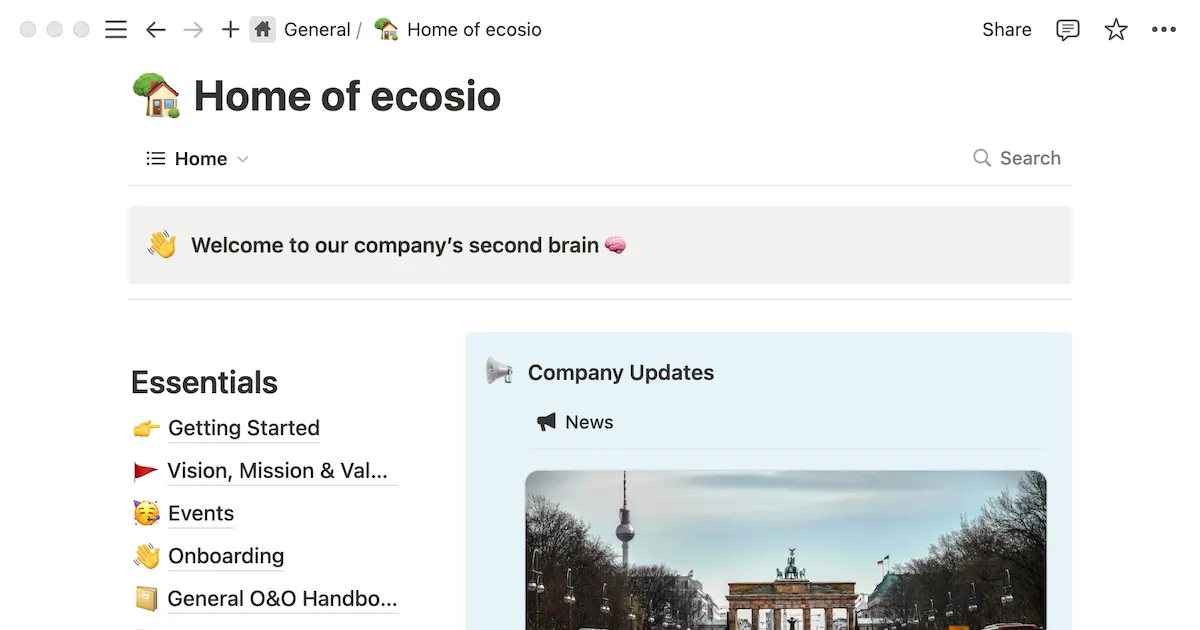 General / Home of ecosio
Share
Home of ecosio
Home
Search
Welcome to our company’s second brain
Essentials
Getting Started
Vision, Mission & Val...
Events
Onboarding
General O&O Handbo...
Company Updates
News